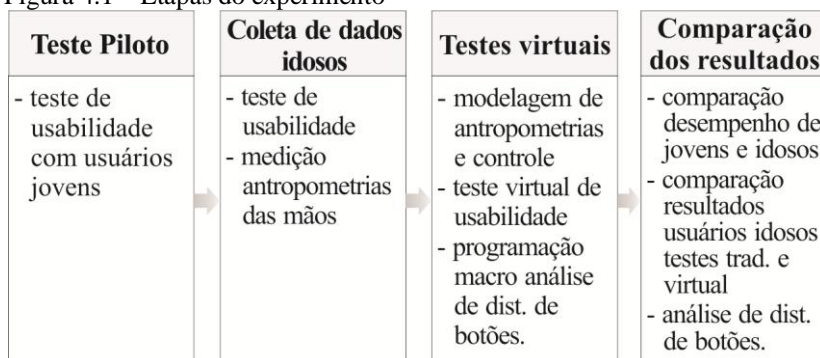 Figura 4.1 – Etapas do experimento
Teste Piloto
- teste de
usabilidade
com usuários
jovens
Coleta de dados
idosos
- teste de
usabilidade
- medição
antropometrias
das mãos
Testes virtuais
- modelagem de
antropometrias
e controle
- teste virtual de
usabilidade
- programação
macro análise
de dist. de
botões.
Comparação
dos resultados
- comparação
desempenho de
jovens e idosos
- comparação
resultados
usuários idosos
testes trad. e
virtual
- análise de dist.
de botões.